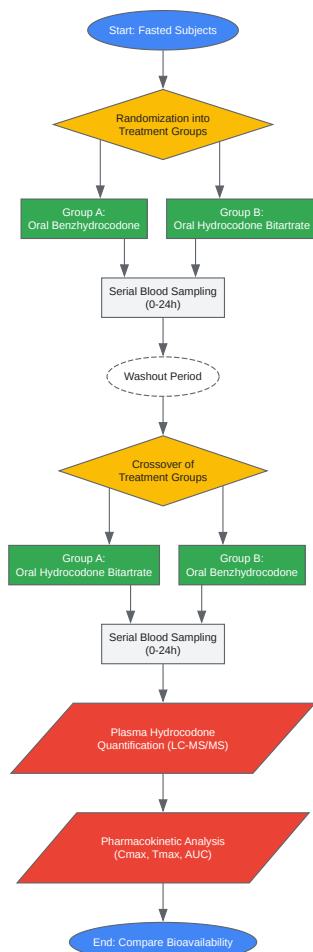 Start: Fasted Subjects
Randomization into
Treatment Groups
Group A:
Oral Benzhydrocodone
Group B:
Oral Hydrocodone Bitartrate
Serial Blood Sampling
(0-24h)
Washout Period
Crossover of
Treatment Groups
Group A:
Oral Hydrocodone Bitartrate
Group B:
Oral Benzhydrocodone
Serial Blood Sampling
(0-24h)
Plasma Hydrocodone
Quantification (LC-MS/MS)
Pharmacokinetic Analysis
(Cmax, Tmax, AUC)
End: Compare Bioavailability